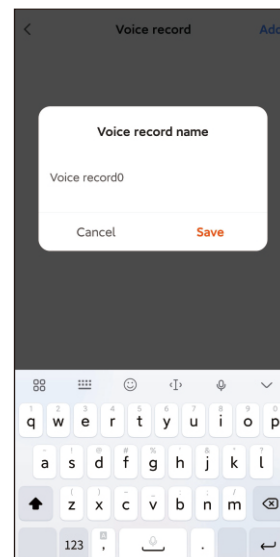 Voice record
Add
Voice record name
Voice record0
Cancel
Save
1 2 3 4 5 6 7 8 9 0
q w e r t y u i o p
a s d f g h j k l
z x c v b n m
123 , .